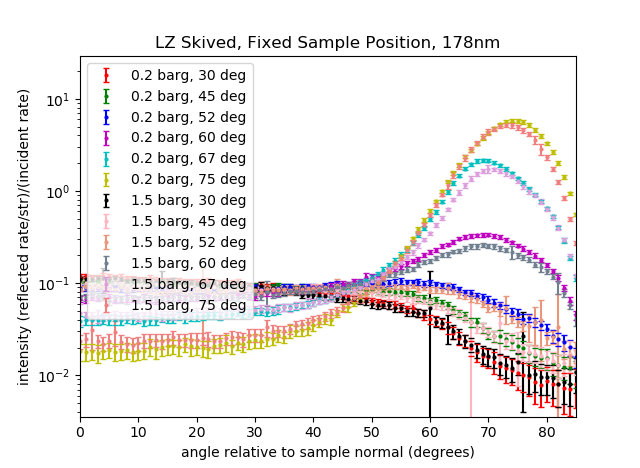 LZ Skived, Fixed Sample Position, 178nm
intensity (reflected rate/str)/(incident rate)
10¹
10⁰
10⁻¹
10⁻²
0.2 barg, 30 deg
0.2 barg, 45 deg
0.2 barg, 52 deg
0.2 barg, 60 deg
0.2 barg, 67 deg
0.2 barg, 75 deg
1.5 barg, 30 deg
1.5 barg, 45 deg
1.5 barg, 52 deg
1.5 barg, 60 deg
1.5 barg, 67 deg
1.5 barg, 75 deg
0 10 20 30 40 50 60 70 80
angle relative to sample normal (degrees)